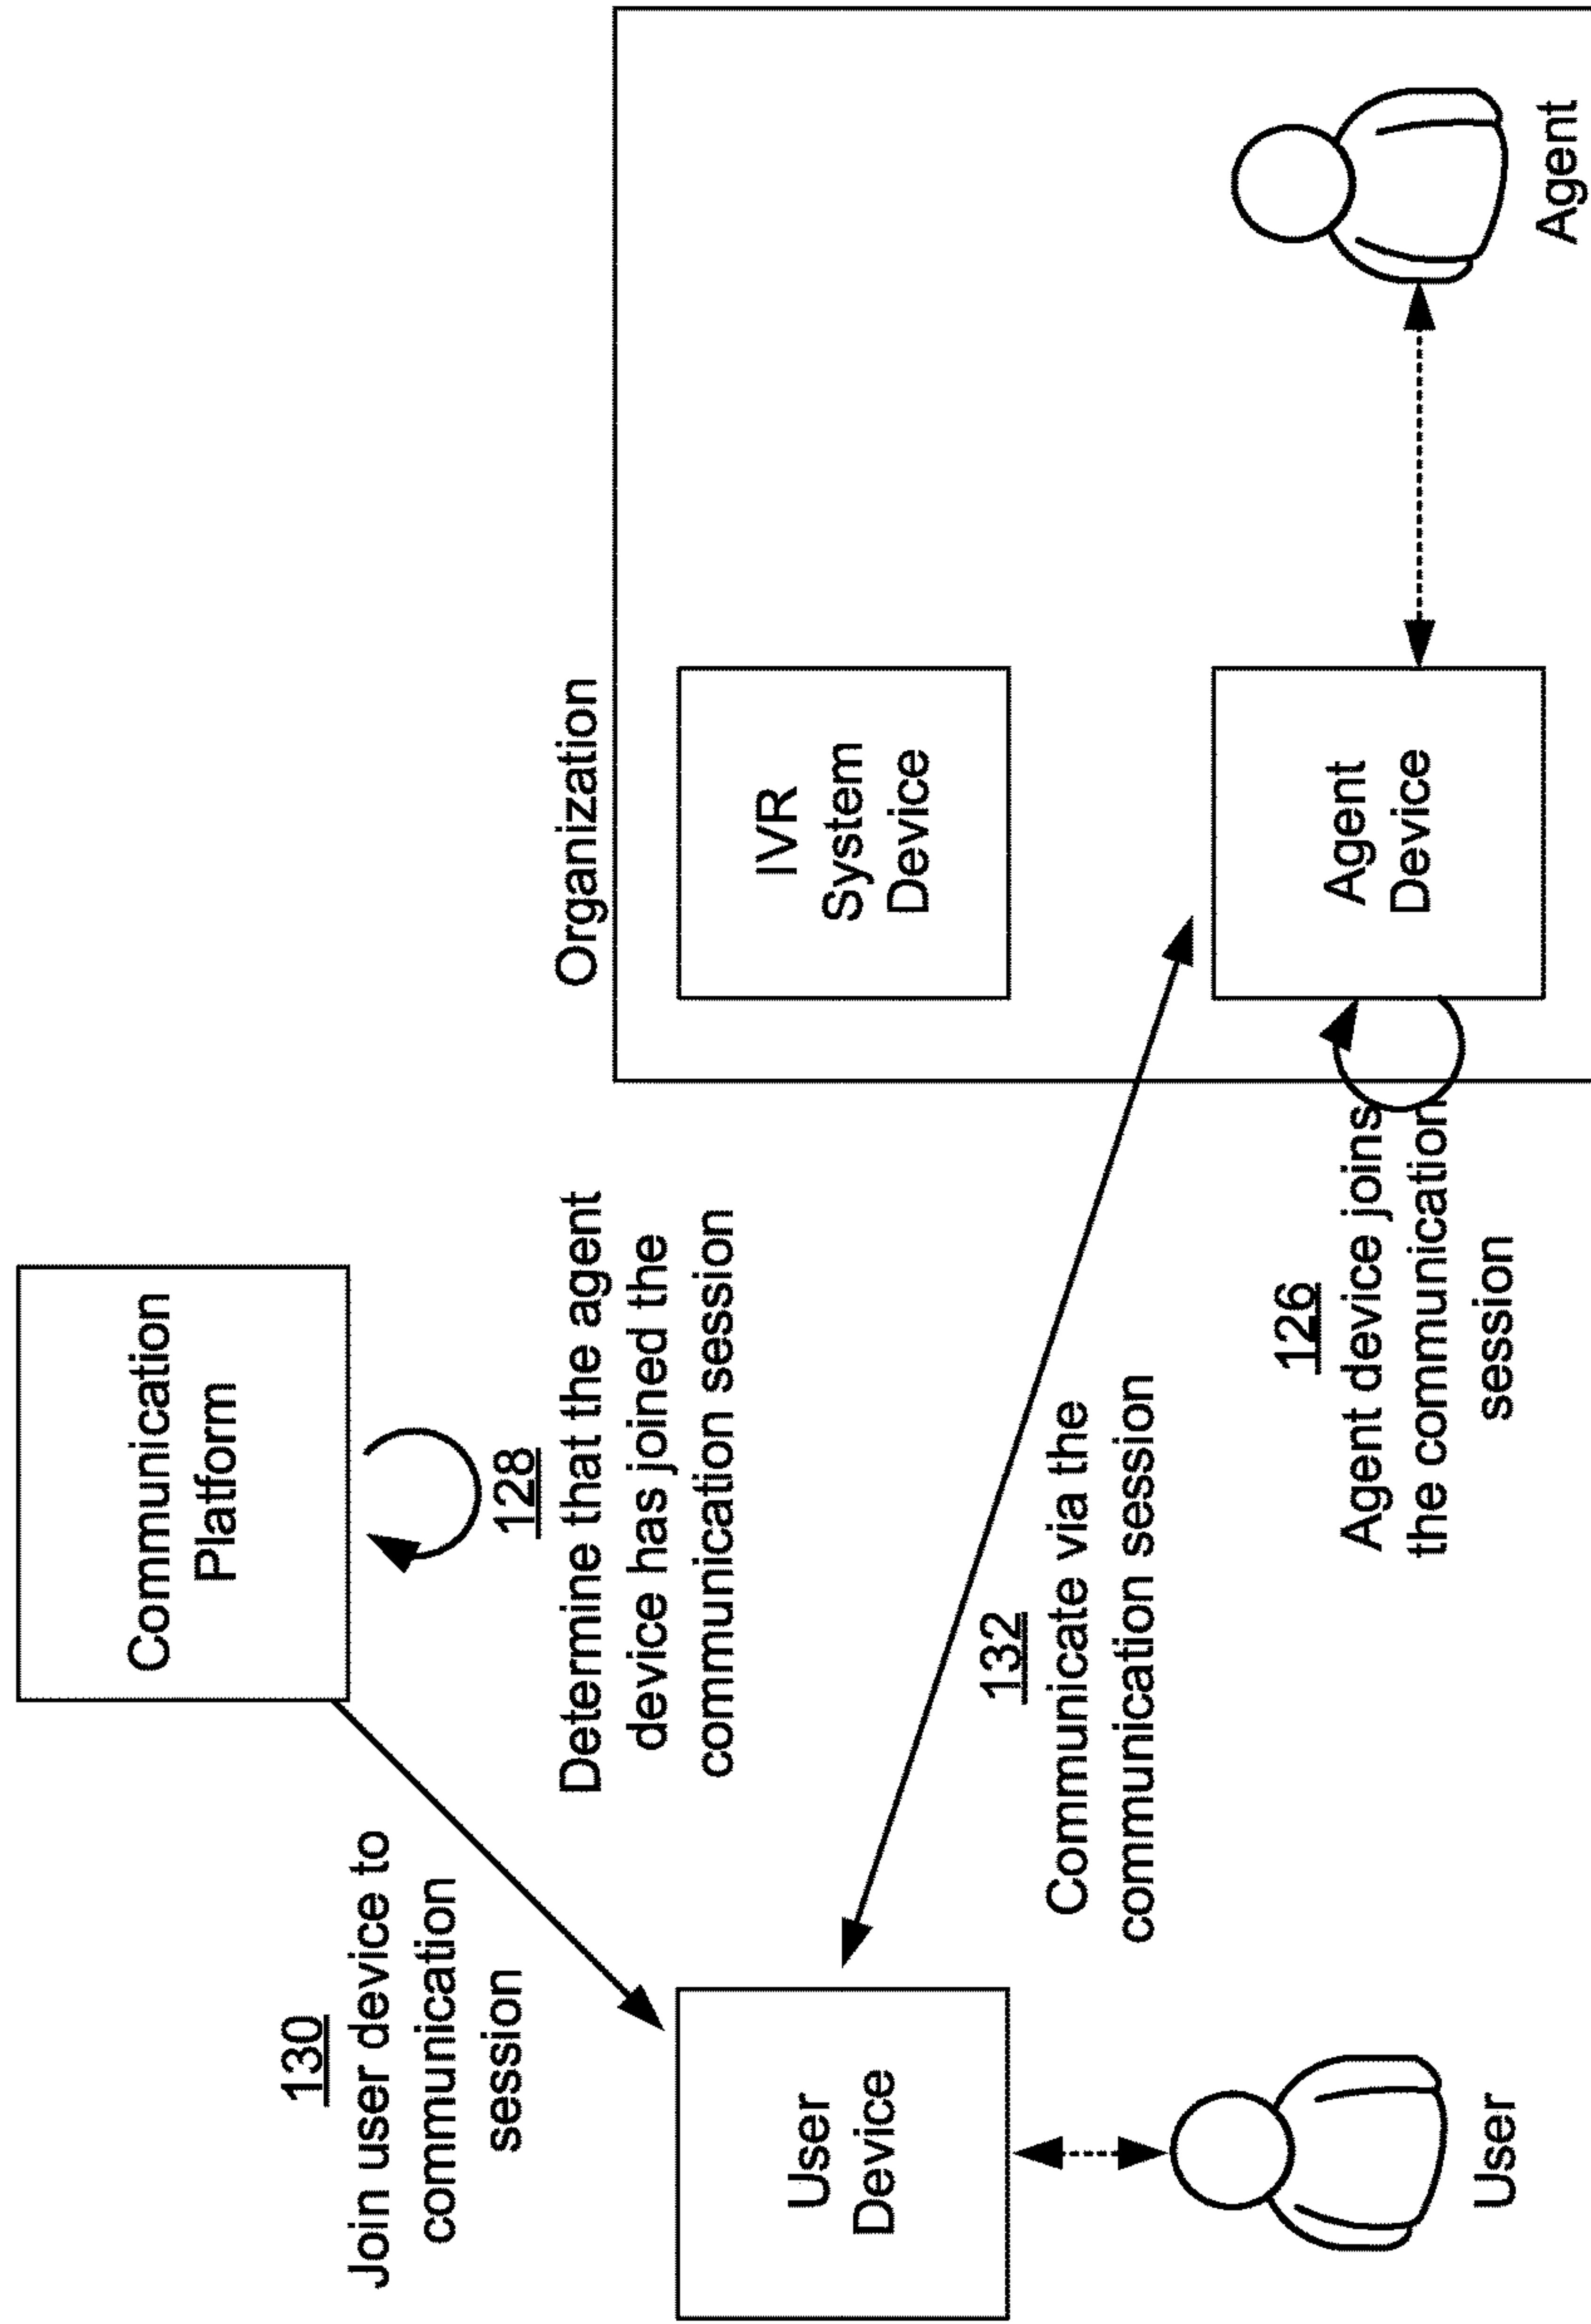 Communication
Platform
130
Join user device to
communication
session
128
Determine that the agent
device has joined the
communication session
Organization
User
Device
IVR
System
Device
132
Communicate via the
communication session
126
Agent device joins
the communication
session
Agent
Device
User
Agent